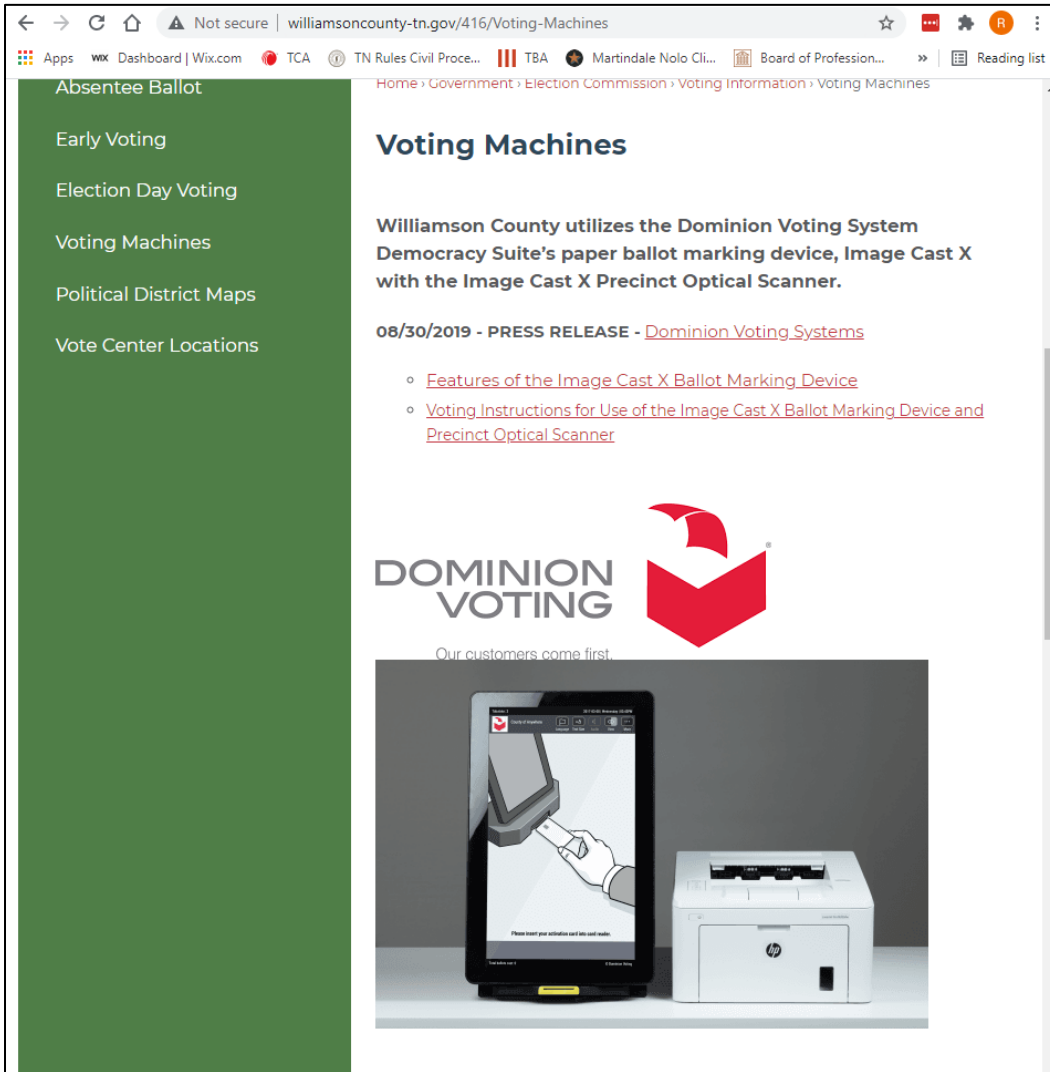 Not secure | williamsoncounty-tn.gov/416/Voting-Machines
R
Apps WIX Dashboard | Wix.com TCA TN Rules Civil Proce... TBA Martindale Nolo Cli... Board of Profession... » Reading list
Absentee Ballot
Early Voting
Election Day Voting
Voting Machines
Political District Maps
Vote Center Locations
Home › Government › Election Commission › Voting Information › Voting Machines
Voting Machines
Williamson County utilizes the Dominion Voting System
Democracy Suite’s paper ballot marking device, Image Cast X
with the Image Cast X Precinct Optical Scanner.
08/30/2019 - PRESS RELEASE - Dominion Voting Systems
Features of the Image Cast X Ballot Marking Device
Voting Instructions for Use of the Image Cast X Ballot Marking Device and
Precinct Optical Scanner
DOMINION
VOTING
®
Our customers come first.
County of Anywhere
Please insert your activation card into card reader.
hp